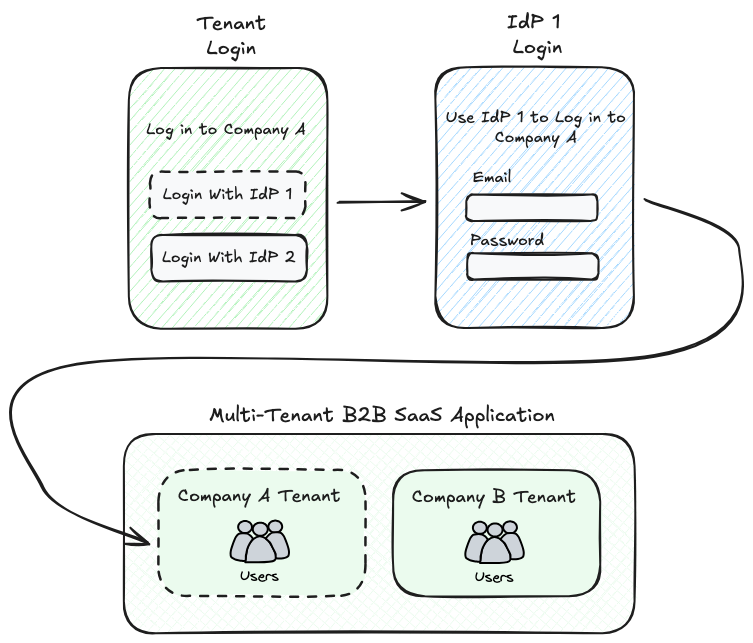 Tenant
Login
IdP 1
Login
Log in to Company A
Login With IdP 1
Login With IdP 2
Use IdP 1 to Log in to
Company A
Email
Password
Multi-Tenant B2B SaaS Application
Company A Tenant
Users
Company B Tenant
Users